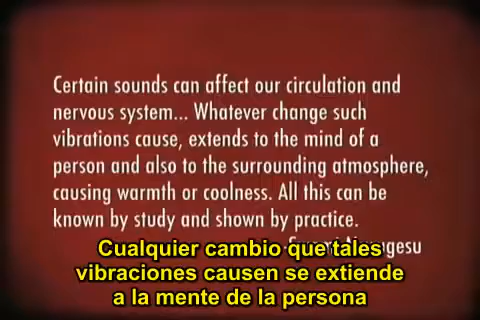 Certain sounds can affect our circulation and
nervous system... Whatever change such
vibrations cause, extends to the mind of a
person and also to the surrounding atmosphere,
causing warmth or coolness. All this can be
known by study and shown by practice.
Cualquier cambio que tales
vibraciones causen se extiende
a la mente de la persona